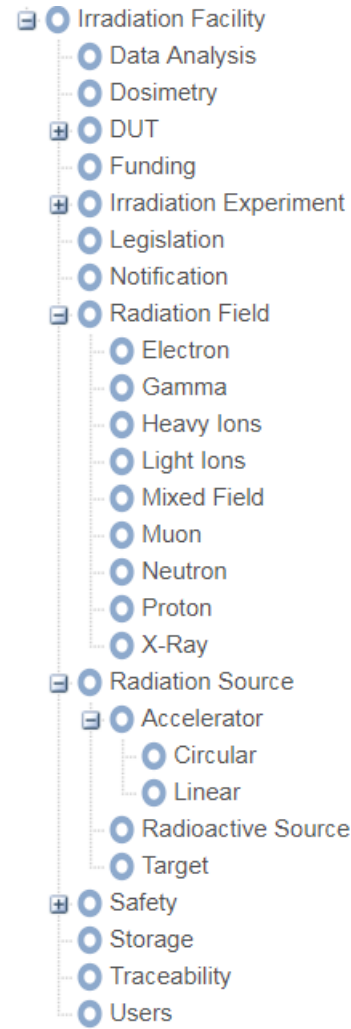 Irradiation Facility
Data Analysis
Dosimetry
DUT
Funding
Irradiation Experiment
Legislation
Notification
Radiation Field
Electron
Gamma
Heavy Ions
Light Ions
Mixed Field
Muon
Neutron
Proton
X-Ray
Radiation Source
Accelerator
Circular
Linear
Radioactive Source
Target
Safety
Storage
Traceability
Users